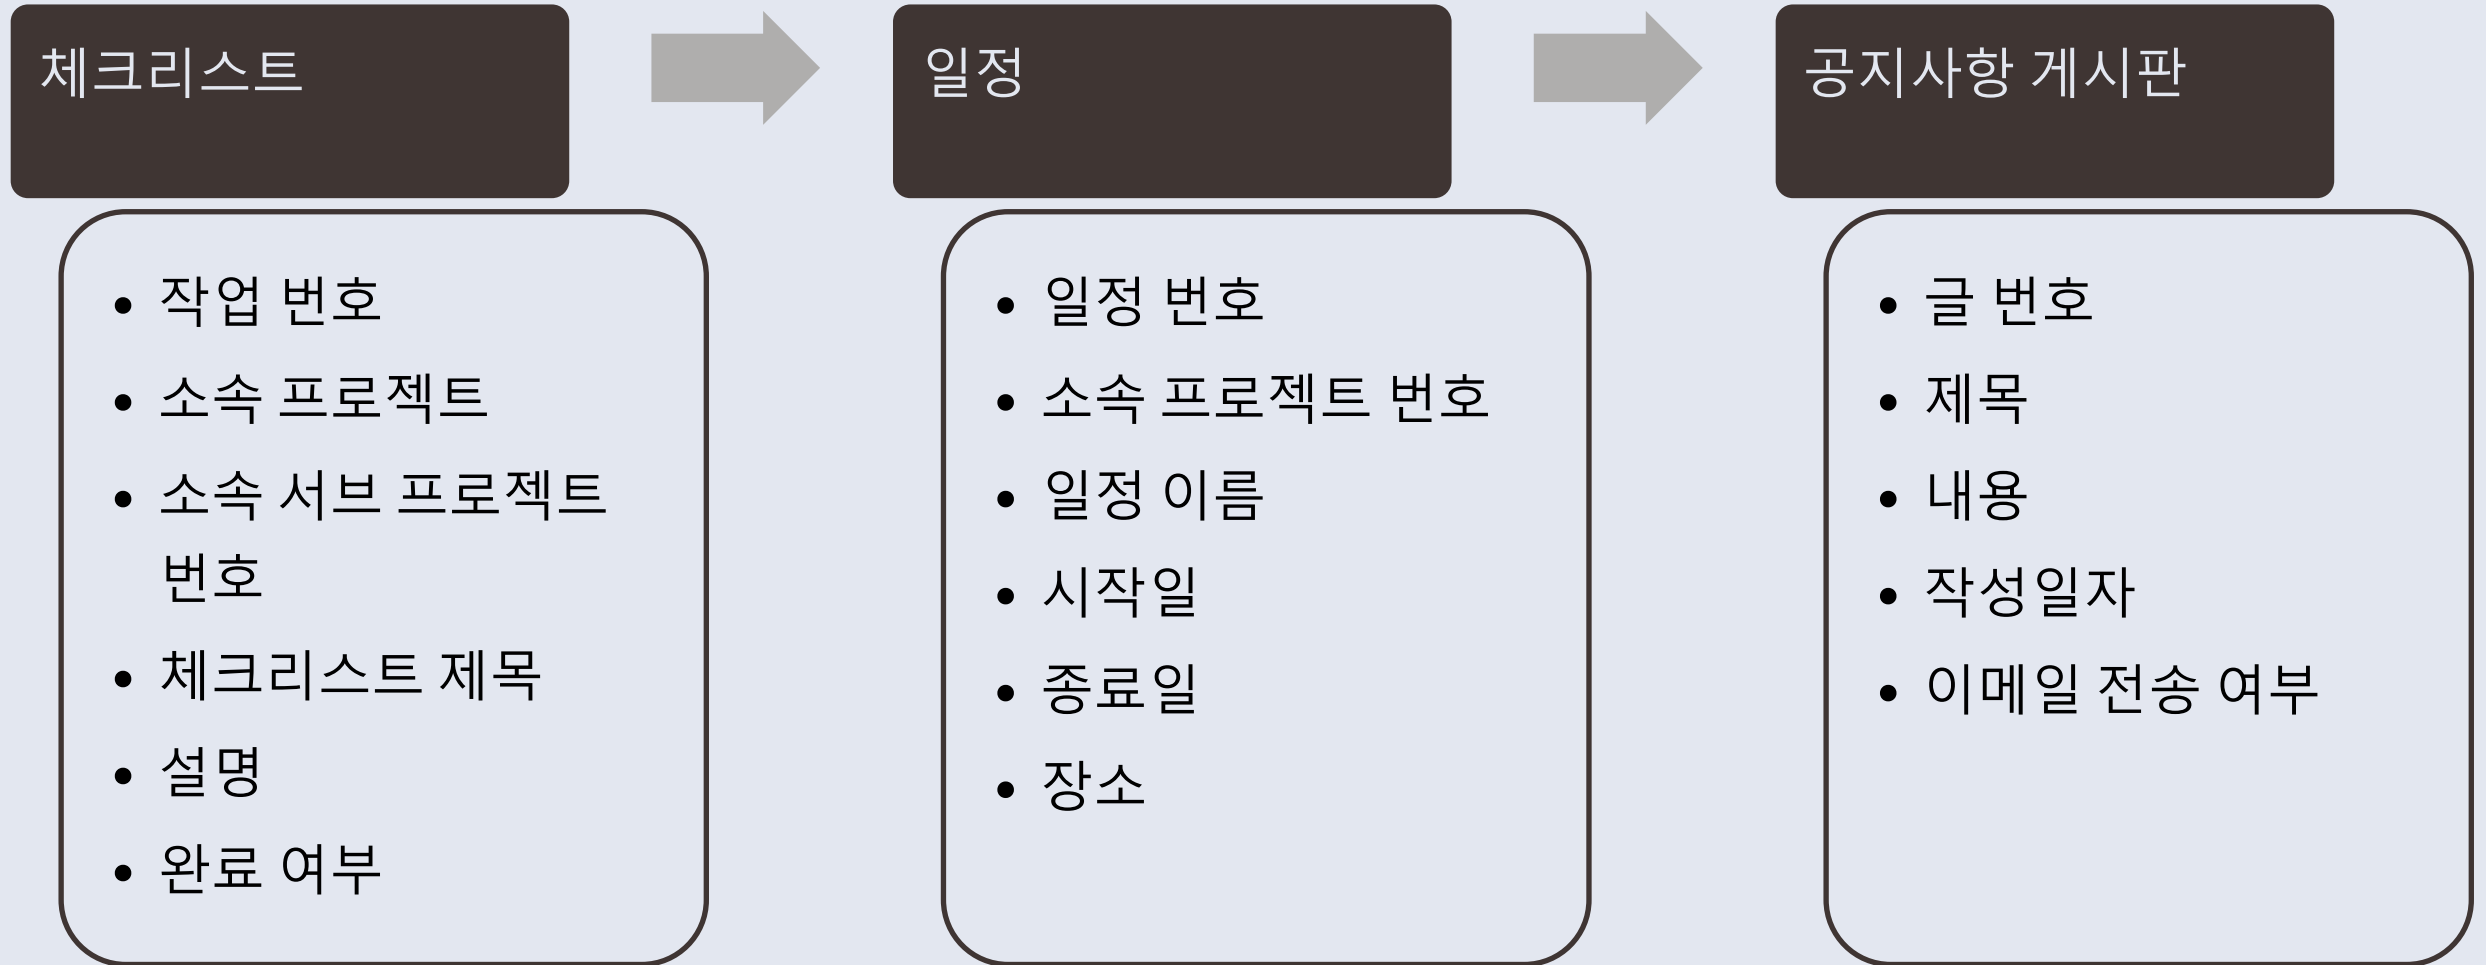 체크리스트
• 작업 번호
• 소속 프로젝트
• 소속 서브 프로젝트
번호
• 체크리스트 제목
• 설명
• 완료 여부
일정
• 일정 번호
• 소속 프로젝트 번호
• 일정 이름
• 시작일
• 종료일
• 장소
공지사항 게시판
• 글 번호
• 제목
• 내용
• 작성일자
• 이메일 전송 여부